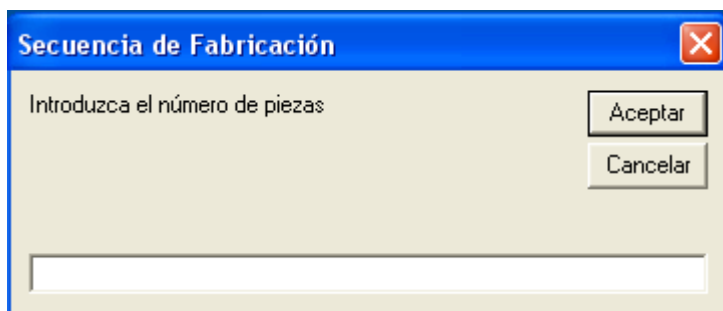 Secuencia de Fabricación
Introduzca el número de piezas
Aceptar
Cancelar